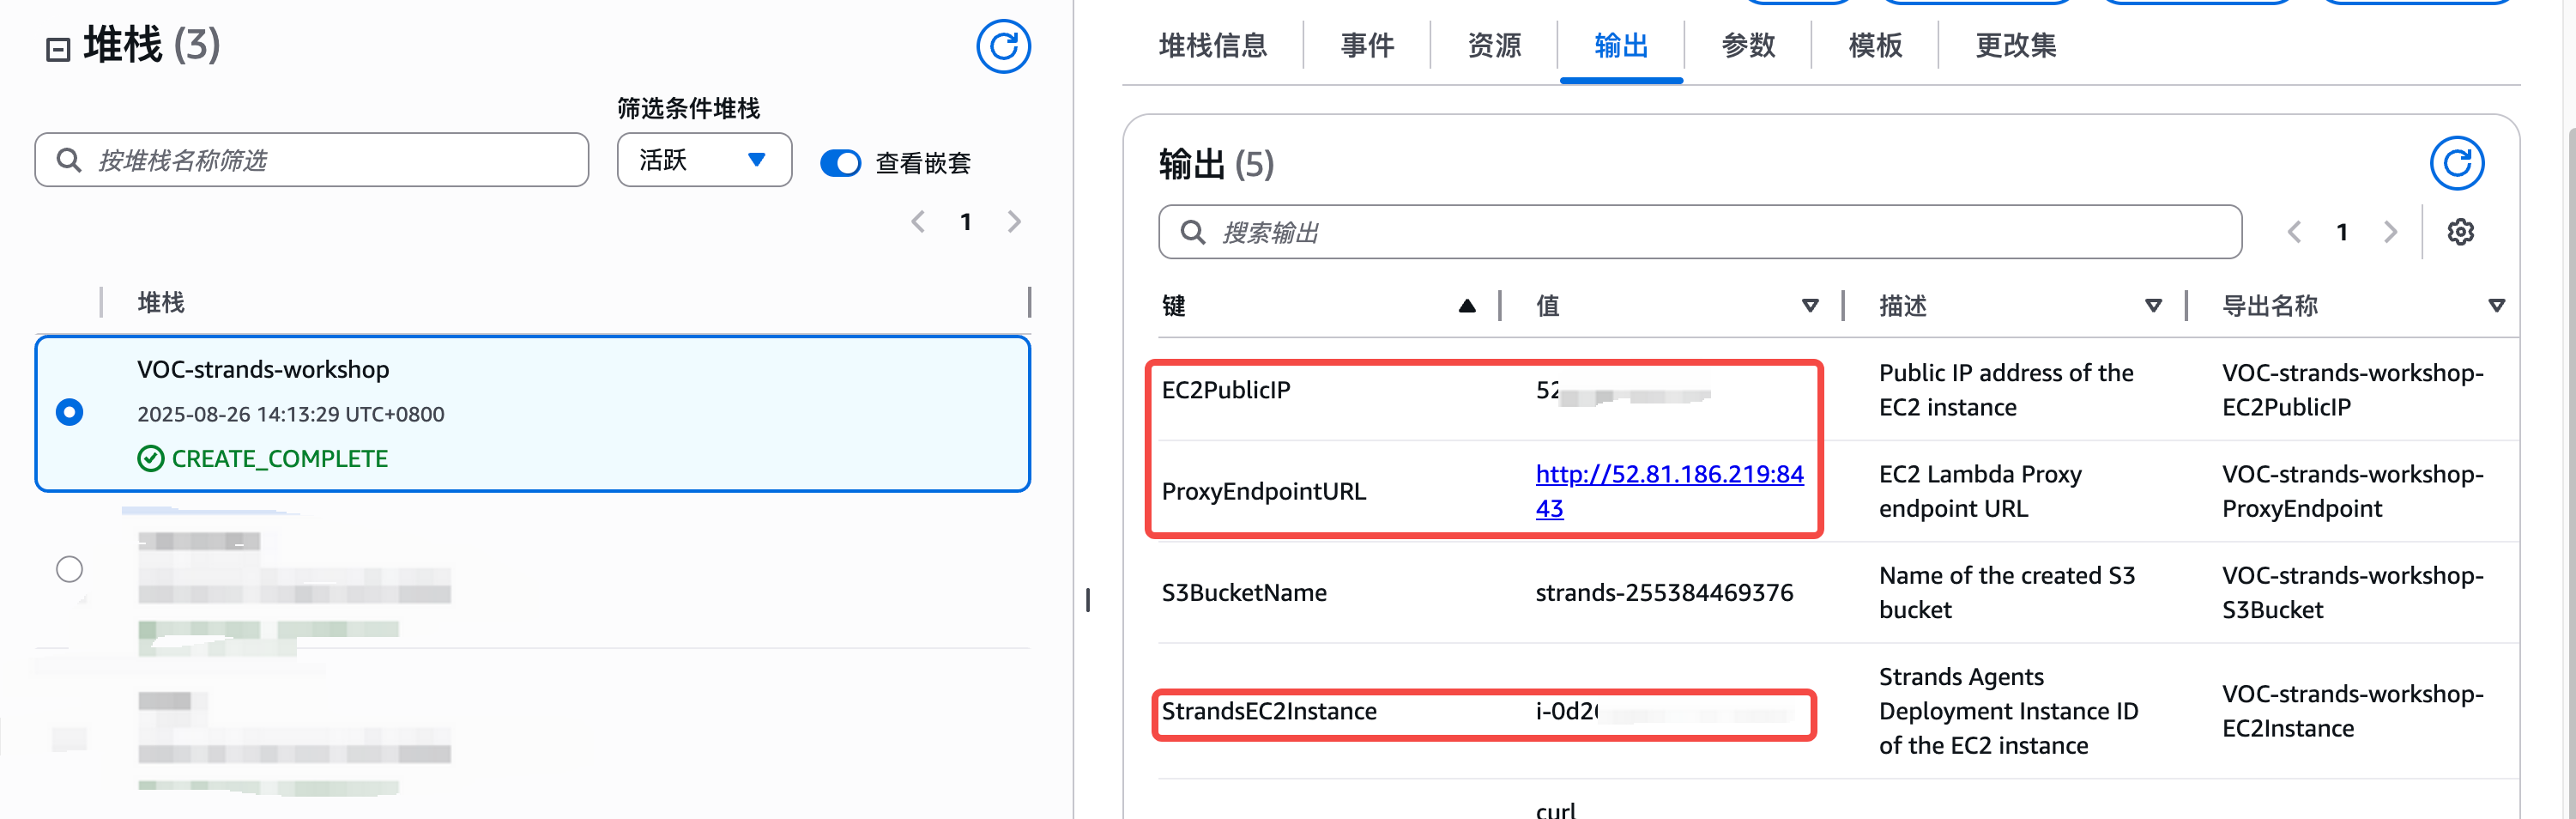 堆栈 (3)
筛选条件堆栈
按堆栈名称筛选
活跃
查看嵌套
1
堆栈
VOC-strands-workshop
2025-08-26 14:13:29 UTC+0800
CREATE_COMPLETE
堆栈信息
事件
资源
输出
参数
模板
更改集
输出 (5)
搜索输出
1
键
值
描述
导出名称
EC2PublicIP
52
Public IP address of the
EC2 instance
VOC-strands-workshop-
EC2PublicIP
ProxyEndpointURL
http://52.81.186.219:84
43
EC2 Lambda Proxy
endpoint URL
VOC-strands-workshop-
ProxyEndpoint
S3BucketName
strands-255384469376
Name of the created S3
bucket
VOC-strands-workshop-
S3Bucket
StrandsEC2Instance
i-0d2
Strands Agents
Deployment Instance ID
of the EC2 instance
VOC-strands-workshop-
EC2Instance
curl